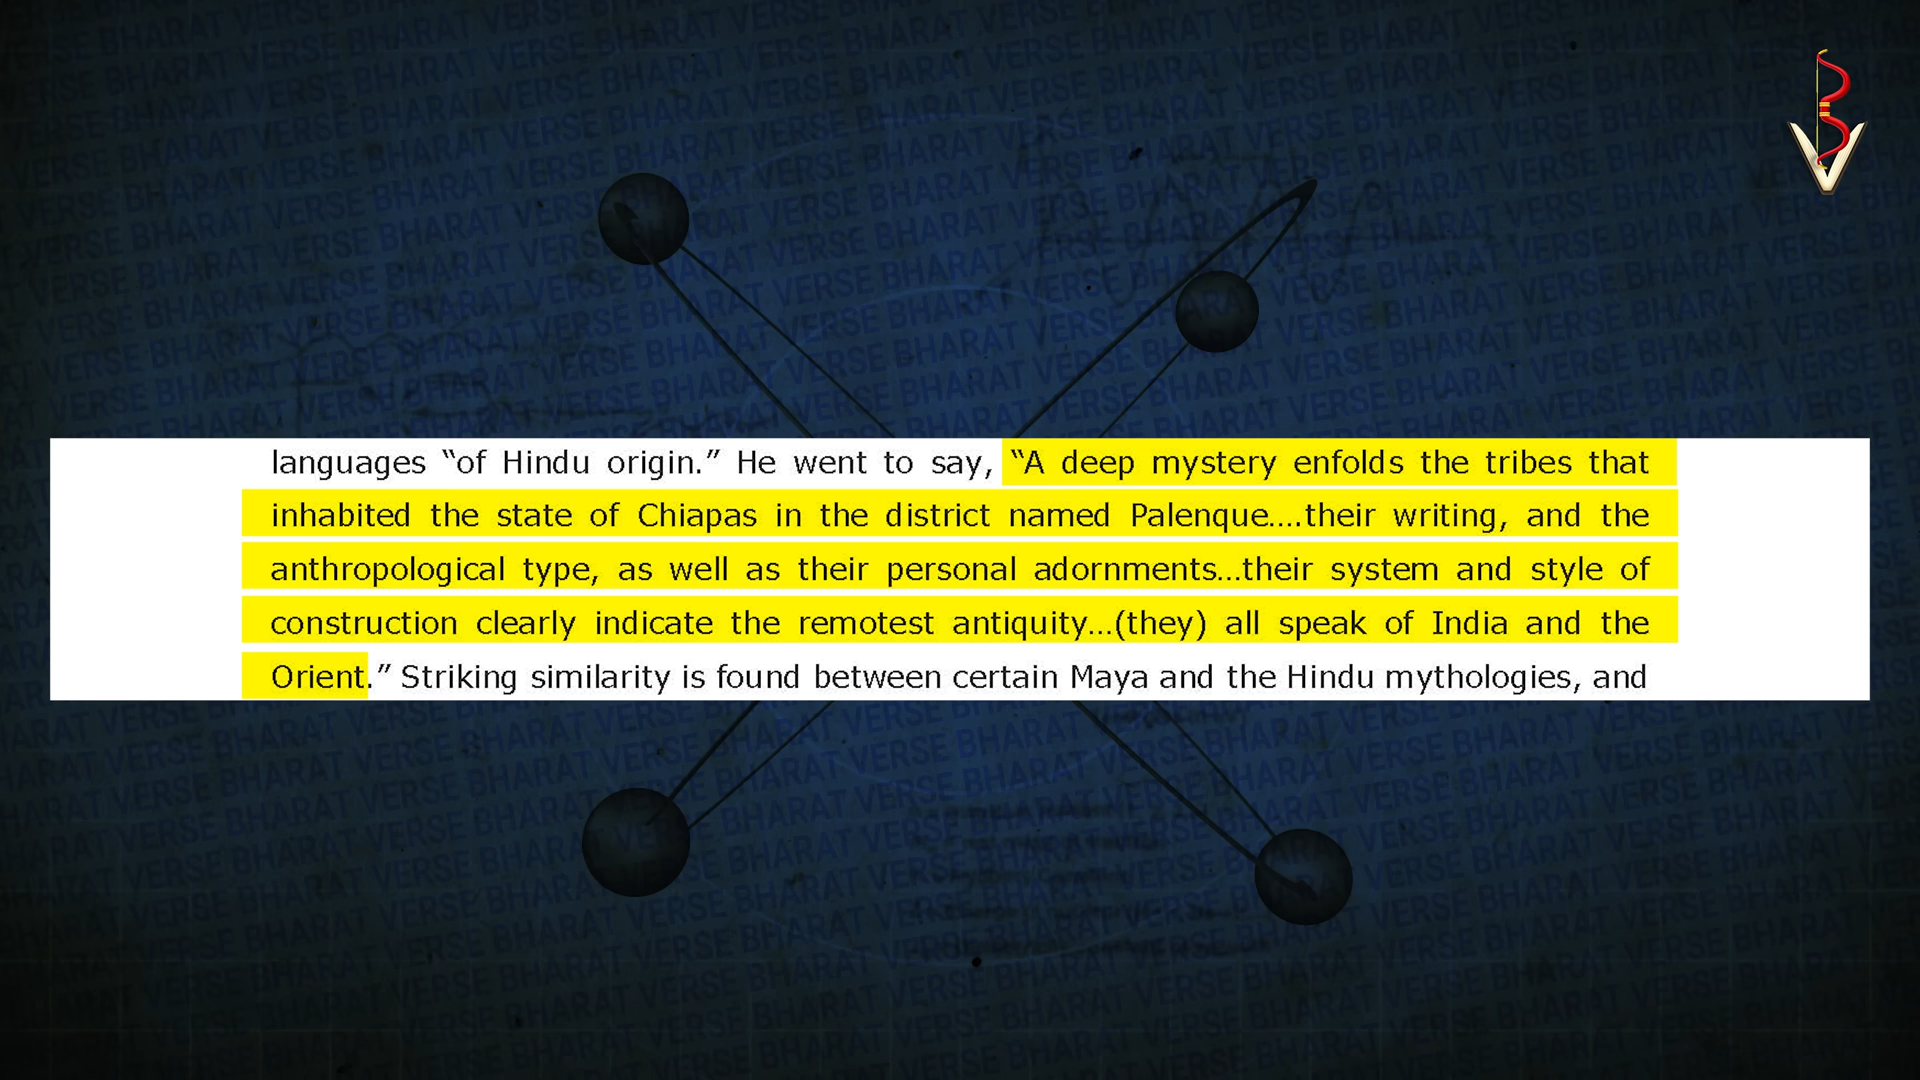 languages “of Hindu origin.” He went to say, “A deep mystery enfolds the tribes that
inhabited the state of Chiapas in the district named Palenque....their writing, and the
anthropological type, as well as their personal adornments...their system and style of
construction clearly indicate the remotest antiquity...(they) all speak of India and the
Orient.” Striking similarity is found between certain Maya and the Hindu mythologies, and